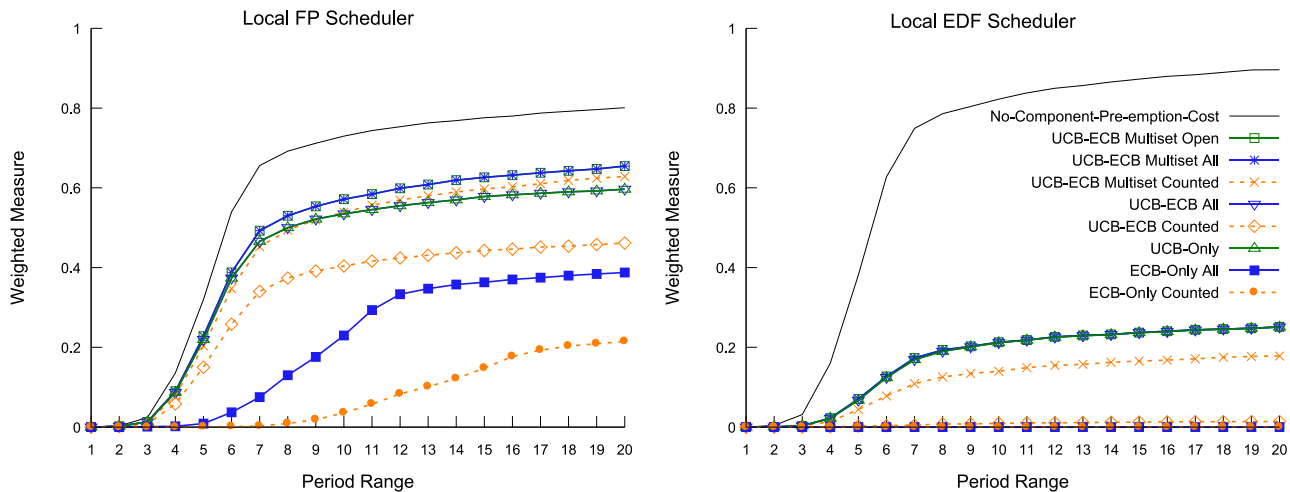 Local FP Scheduler
Weighted Measure
1
0.8
0.6
0.4
0.2
0
1 2 3 4 5 6 7 8 9 10 11 12 13 14 15 16 17 18 19 20
Period Range
Local EDF Scheduler
Weighted Measure
1
0.8
0.6
0.4
0.2
0
No-Component-Pre-emption-Cost
UCB-ECB Multiset Open
UCB-ECB Multiset All
UCB-ECB Multiset Counted
UCB-ECB All
UCB-ECB Counted
UCB-Only
ECB-Only All
ECB-Only Counted
1 2 3 4 5 6 7 8 9 10 11 12 13 14 15 16 17 18 19 20
Period Range